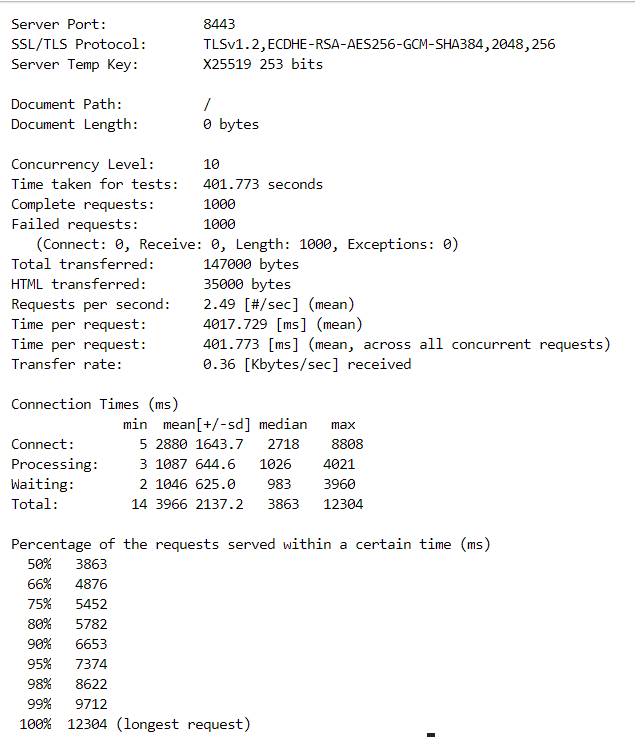 Server Port: 8443
SSL/TLS Protocol: TLSv1.2,ECDHE-RSA-AES256-GCM-SHA384,2048,256
Server Temp Key: X25519 253 bits
Document Path: /
Document Length: 0 bytes
Concurrency Level: 10
Time taken for tests: 401.773 seconds
Complete requests: 1000
Failed requests: 1000
(Connect: 0, Receive: 0, Length: 1000, Exceptions: 0)
Total transferred: 147000 bytes
HTML transferred: 35000 bytes
Requests per second: 2.49 [#/sec] (mean)
Time per request: 4017.729 [ms] (mean)
Time per request: 401.773 [ms] (mean, across all concurrent requests)
Transfer rate: 0.36 [Kbytes/sec] received
Connection Times (ms)
min mean[+/-sd] median max
Connect: 5 2880 1643.7 2718 8808
Processing: 3 1087 644.6 1026 4021
Waiting: 2 1046 625.0 983 3960
Total: 14 3966 2137.2 3863 12304
Percentage of the requests served within a certain time (ms)
50% 3863
66% 4876
75% 5452
80% 5782
90% 6653
95% 7374
98% 8622
99% 9712
100% 12304 (longest request)